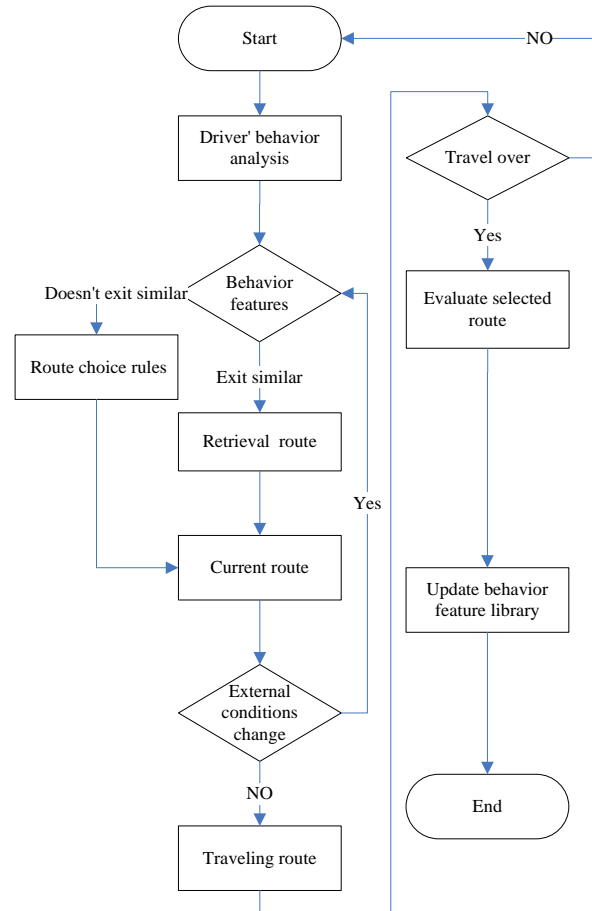 Start
NO
Driver' behavior
analysis
Travel over
Yes
Behavior
features
Doesn't exit similar
Evaluate selected
route
Route choice rules
Exit similar
Retrieval route
Yes
Current route
Update behavior
feature library
External
conditions
change
NO
End
Traveling route